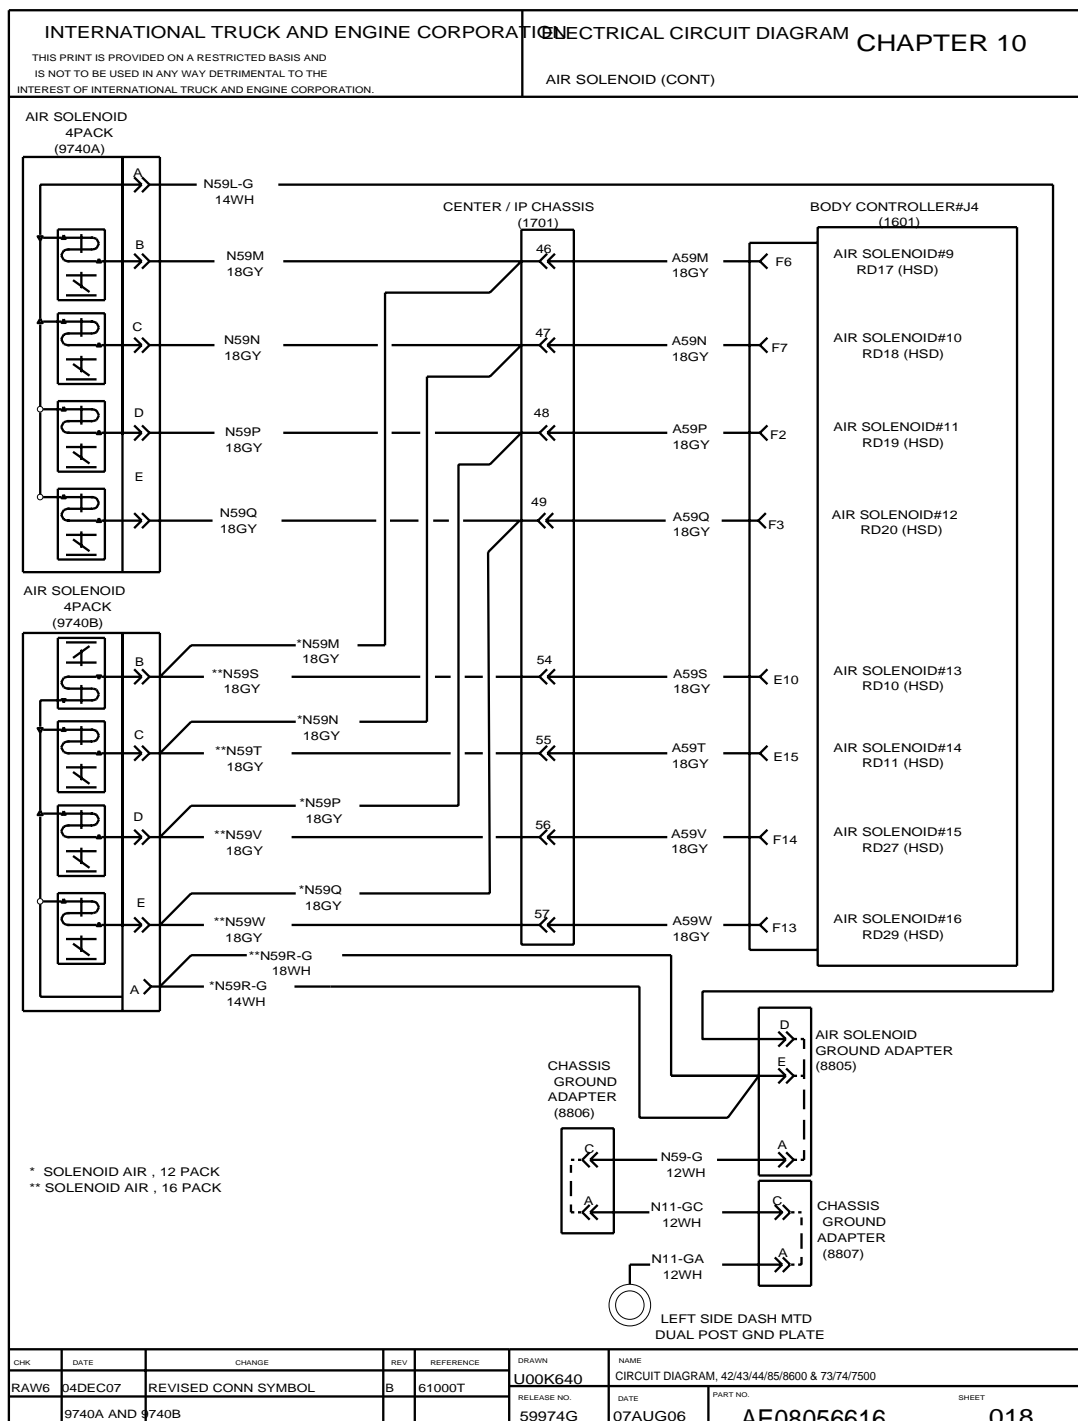 INTERNATIONAL TRUCK AND ENGINE CORPORATION
THIS PRINT IS PROVIDED ON A RESTRICTED BASIS AND
IS NOT TO BE USED IN ANY WAY DETRIMENTAL TO THE
INTEREST OF INTERNATIONAL TRUCK AND ENGINE CORPORATION.
ELECTRICAL CIRCUIT DIAGRAM
CHAPTER 10
AIR SOLENOID (CONT)
AIR SOLENOID
4PACK
(9740A)
A
N59L-G
14WH
CENTER / IP CHASSIS
(1701)
BODY CONTROLLER#J4
(1601)
B
N59M
18GY
46
A59M
18GY
F6
AIR SOLENOID#9
RD17 (HSD)
C
N59N
18GY
47
A59N
18GY
F7
AIR SOLENOID#10
RD18 (HSD)
D
N59P
18GY
48
A59P
18GY
F2
AIR SOLENOID#11
RD19 (HSD)
E
N59Q
18GY
49
A59Q
18GY
F3
AIR SOLENOID#12
RD20 (HSD)
AIR SOLENOID
4PACK
(9740B)
*N59M
18GY
B
**N59S
18GY
54
A59S
18GY
E10
AIR SOLENOID#13
RD10 (HSD)
*N59N
18GY
C
**N59T
18GY
55
A59T
18GY
E15
AIR SOLENOID#14
RD11 (HSD)
*N59P
18GY
D
**N59V
18GY
56
A59V
18GY
F14
AIR SOLENOID#15
RD27 (HSD)
*N59Q
18GY
E
**N59W
18GY
57
A59W
18GY
F13
AIR SOLENOID#16
RD29 (HSD)
**N59R-G
18WH
A
*N59R-G
14WH
D
E
A
AIR SOLENOID
GROUND ADAPTER
(8805)
CHASSIS
GROUND
ADAPTER
(8806)
C
A
N59-G
12WH
N11-GC
12WH
N11-GA
12WH
C
A
CHASSIS
GROUND
ADAPTER
(8807)
* SOLENOID AIR , 12 PACK
** SOLENOID AIR , 16 PACK
LEFT SIDE DASH MTD
DUAL POST GND PLATE
CHK DATE CHANGE REV REFERENCE
RAW6 04DEC07 REVISED CONN SYMBOL B 61000T
9740A AND 9740B
DRAWN
U00K640
NAME
CIRCUIT DIAGRAM, 42/43/44/85/8600 & 73/74/7500
RELEASE NO.
59974G
DATE
07AUG06
PART NO.
AE08056616
SHEET
018